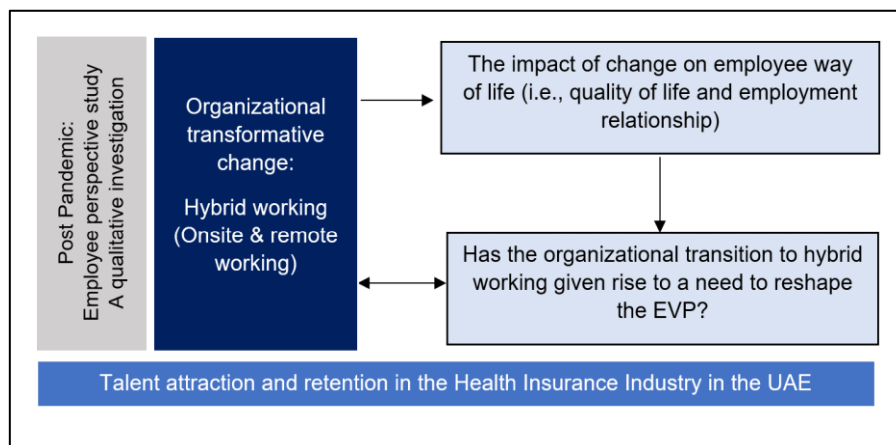 Post Pandemic:
Employee perspective study
A qualitative investigation
Organizational
transformative
change:
Hybrid working
(Onsite & remote
working)
The impact of change on employee way
of life (i.e., quality of life and employment
relationship)
Has the organizational transition to hybrid
working given rise to a need to reshape
the EVP?
Talent attraction and retention in the Health Insurance Industry in the UAE